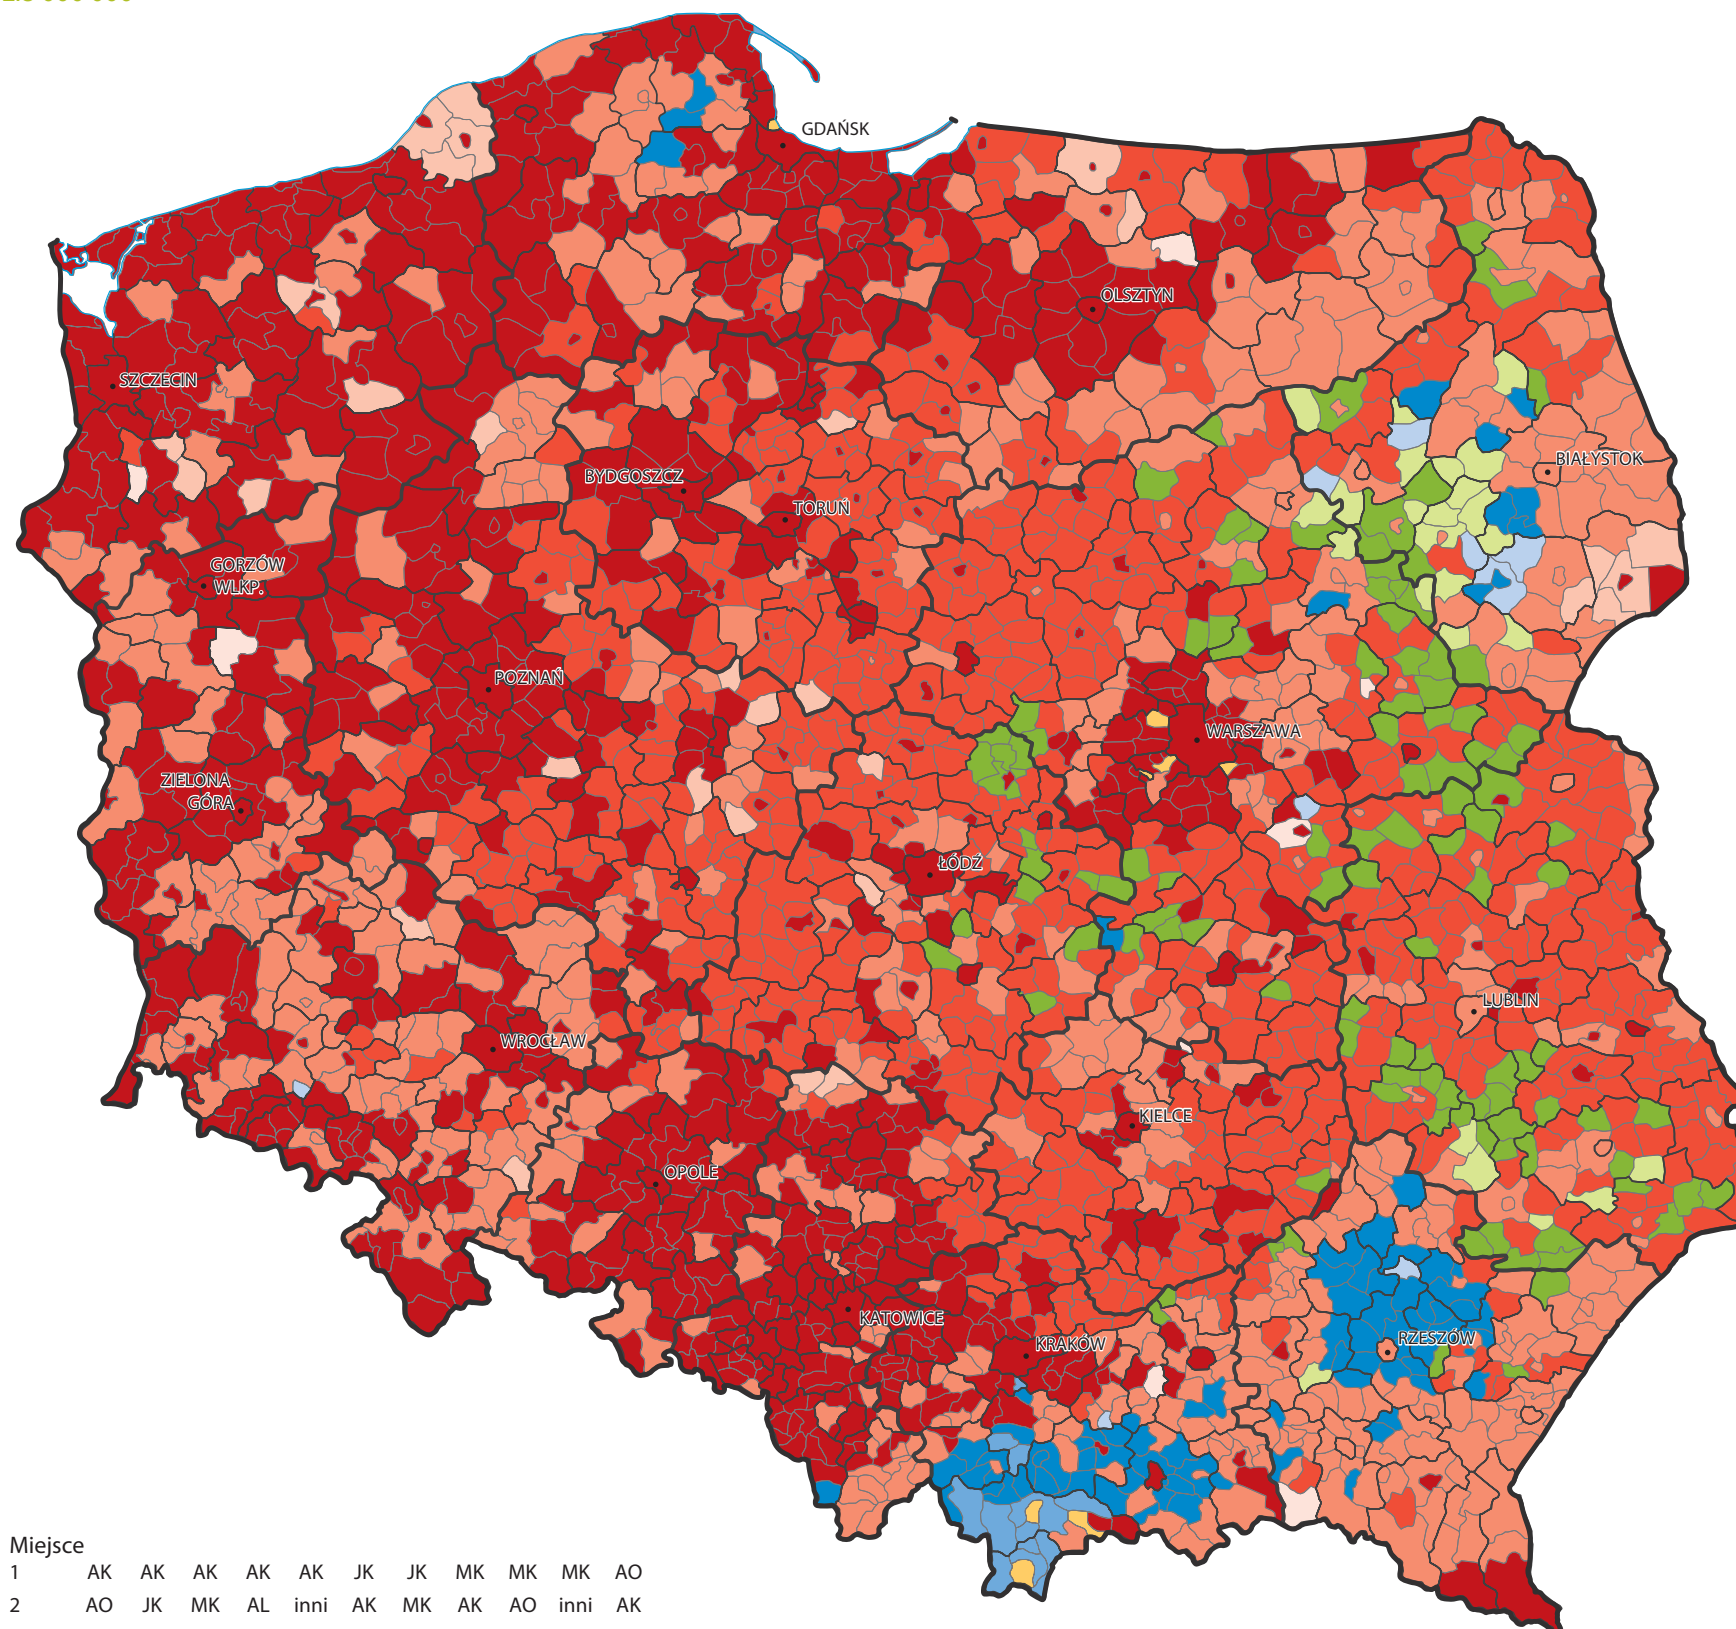 GDAŃSK
OLSZTYN
SZCZECIN
BIAŁYSTOK
BYDGOSZCZ
TORUŃ
GORZÓW
WLKP.
POZNAŃ
WARSZAWA
ZIELONA
GÓRA
ŁÓDŹ
LUBLIN
WROCŁAW
KIELCE
OPOLE
KATOWICE
RZESZÓW
KRAKÓW
Miejsce
1 AK AK AK AK AK JK JK MK MK MK AO
2 AO JK MK AL inni AK MK AK AO inni AK